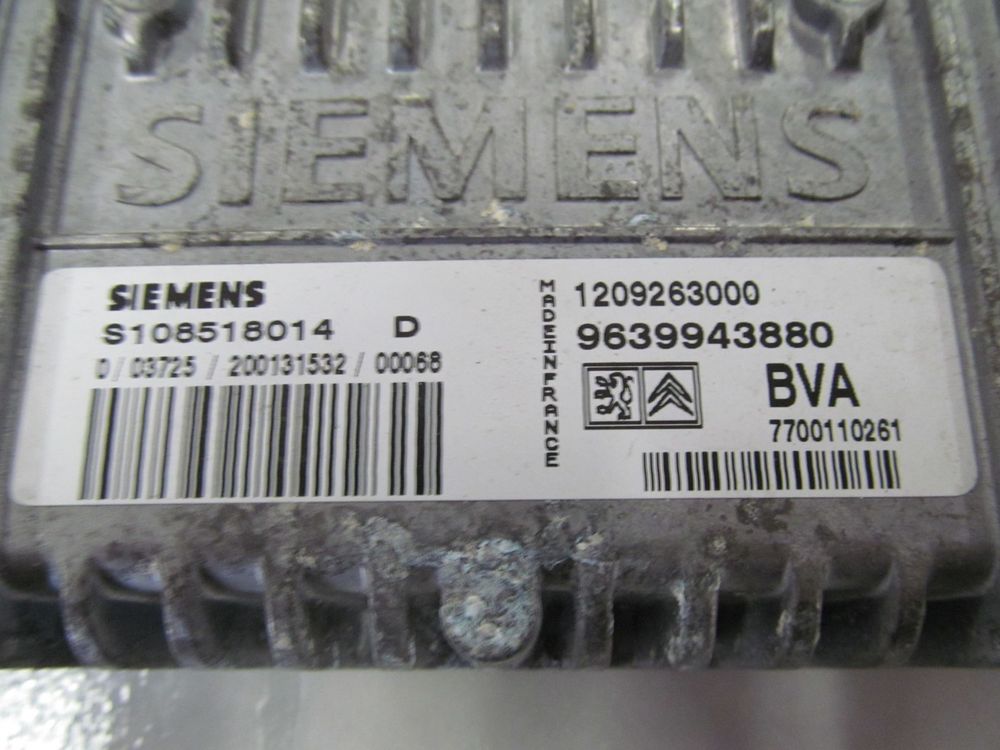 SIEMENS
SIEMENS
S108518014 D
0 / 03725 / 200131532 / 00068
MADEINFRANCE
1209263000
9639943880
BVA
7700110261